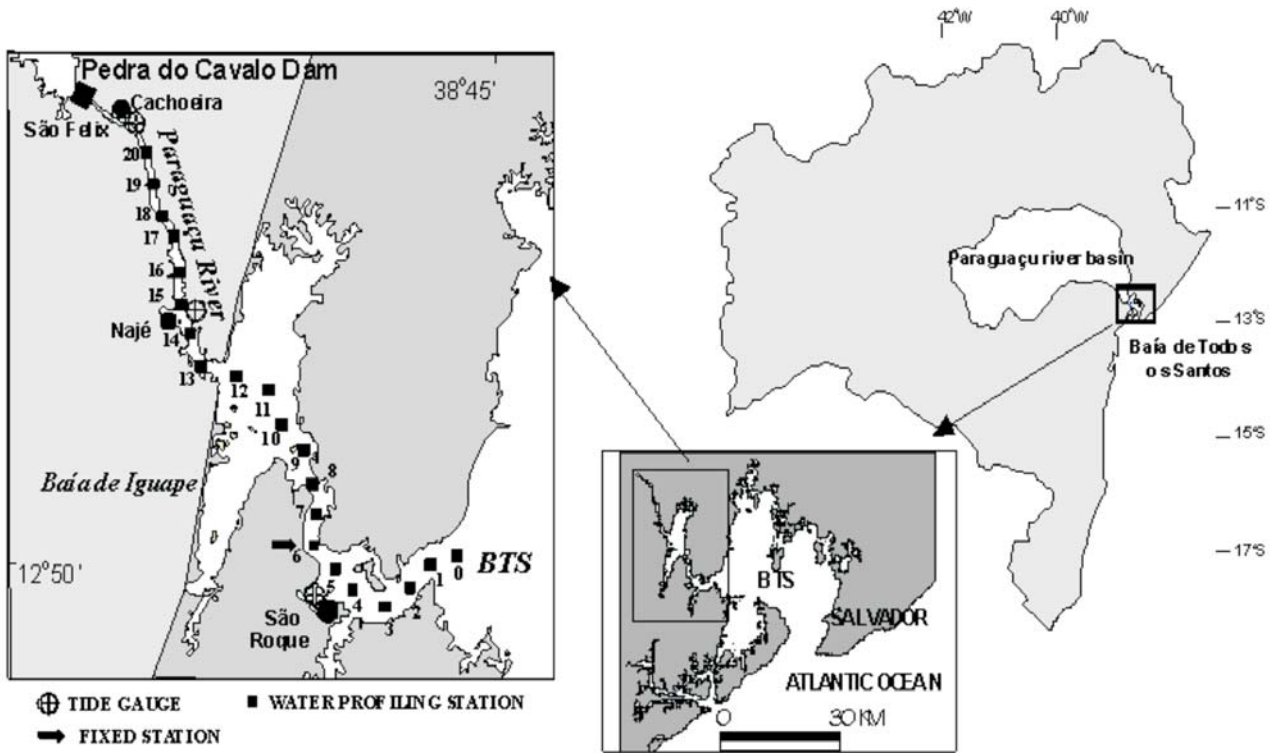 Pedra do Cavalo Dam
38°45'
Cachoeira
São Felix
Paraguaçu River
20
19
18
17
16
15
Najé
14
13
12
11
10
9
8
Baía de Iguape
7
6
12°50'
5
BTS
0
1
2
4
3
São
Roque
TIDE GAUGE
WATER PROFILING STATION
FIXED STATION
42°W
40°W
11°S
Paraguaçu river basin
13°S
Baía de Todos
os Santos
15°S
17°S
BTS
SALVADOR
ATLANTIC OCEAN
0
30 KM